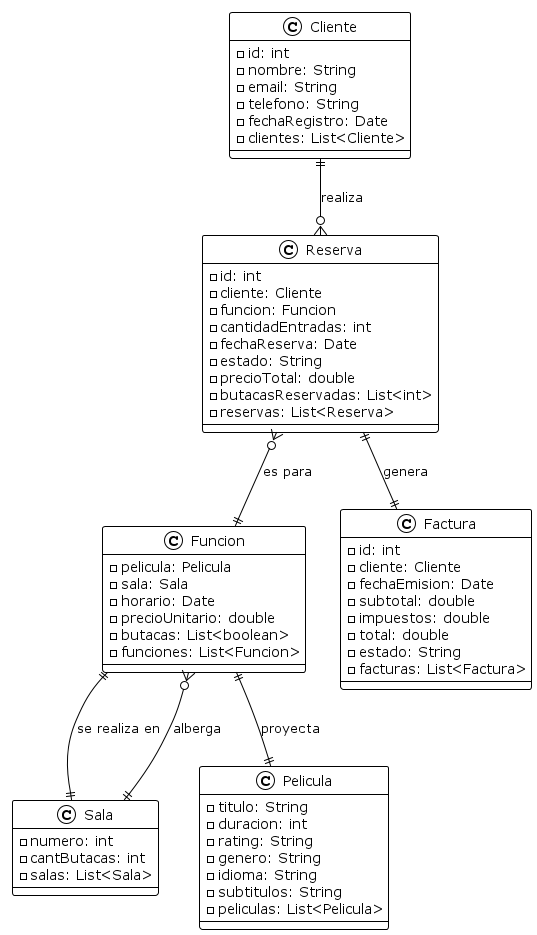 C Cliente
id: int
nombre: String
email: String
telefono: String
fechaRegistro: Date
clientes: List<Cliente>
realiza
C Reserva
id: int
cliente: Cliente
funcion: Funcion
cantidadEntradas: int
fechaReserva: Date
estado: String
precioTotal: double
butacasReservadas: List<int>
reservas: List<Reserva>
es para
genera
C Funcion
pelicula: Pelicula
sala: Sala
horario: Date
precioUnitario: double
butacas: List<boolean>
funciones: List<Funcion>
C Factura
id: int
cliente: Cliente
fechaEmision: Date
subtotal: double
impuestos: double
total: double
estado: String
facturas: List<Factura>
se realiza en
alberga
proyecta
C Sala
numero: int
cantButacas: int
salas: List<Sala>
C Pelicula
titulo: String
duracion: int
rating: String
genero: String
idioma: String
subtitulos: String
peliculas: List<Pelicula>